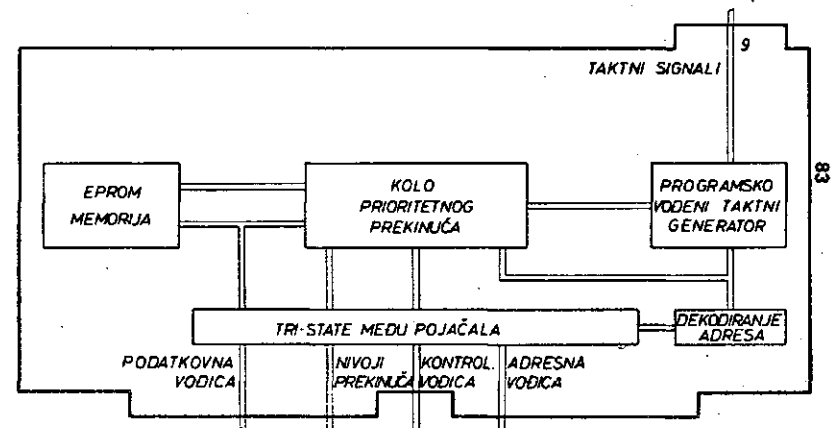 9
TAKTNI SIGNALI
EPROM
MEMORIJA
KOLO
PRIORITETNOG
PREKINUĆA
PROGRAMSKO
VOĐENI TAKTNI
GENERATOR
83
TRI-STATE MEĐU POJAČALA
DEKODIRANJE
ADRESA
PODATKOVNA
VODICA
NIVOJI
PREKINUĆA
KONTROL.
VODICA
ADRESNA
VODICA